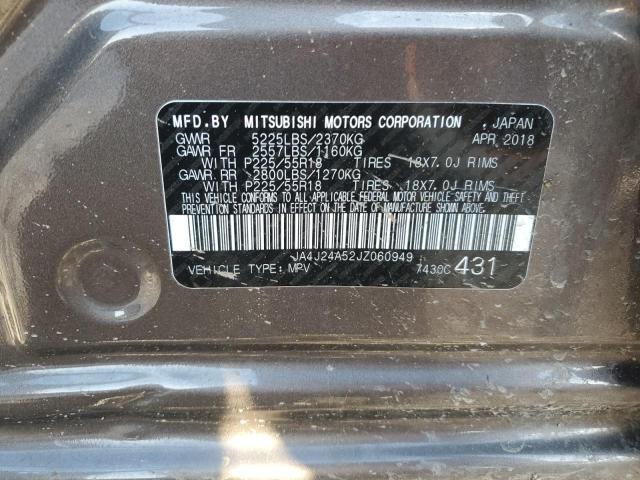 MFD.BY MITSUBISHI MOTORS CORPORATION , JAPAN
GVWR 5225LBS/2370KG APR 2018
GAWR FR 2557LBS/1160KG
WITH P225/55R18 TIRES 18X7.0J RIMS
GAWR RR 2800LBS/1270KG
WITH P225/55R18 TIRES 18X7.0J RIMS
THIS VEHICLE CONFORMS TO ALL APPLICABLE FEDERAL MOTOR VEHICLE SAFETY AND THEFT
PREVENTION STANDARDS IN EFFECT ON THE DATE OF MANUFACTURE SHOWN ABOVE.
JA4J24A52JZ060949
VEHICLE TYPE: MPV 7430C 431